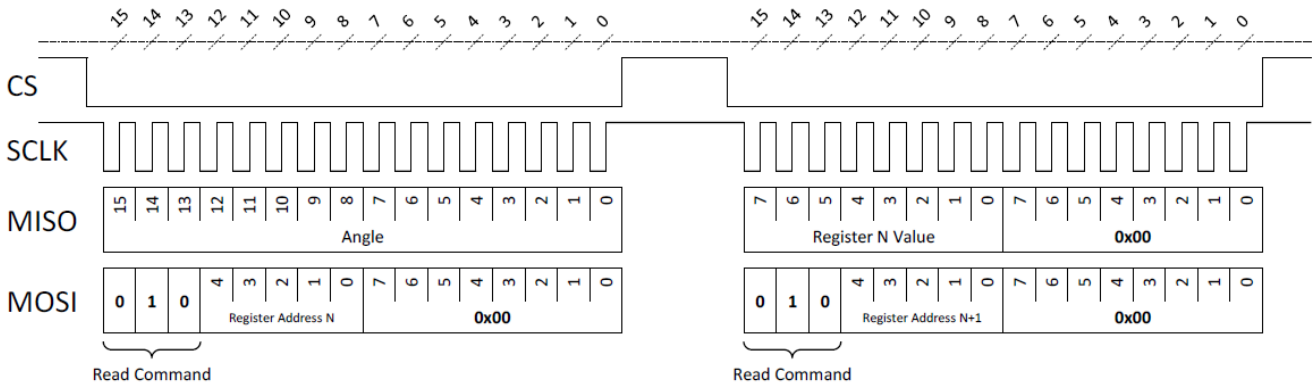 15 14 13 12 11 10 9 8 7 6 5 4 3 2 1 0 15 14 13 12 11 10 9 8 7 6 5 4 3 2 1 0
CS
SCLK
MISO 15 14 13 12 11 10 9 8 7 6 5 4 3 2 1 0 7 6 5 4 3 2 1 0 7 6 5 4 3 2 1 0
Angle Register N Value 0x00
MOSI 0 1 0 4 3 2 1 0 7 6 5 4 3 2 1 0 0 1 0 4 3 2 1 0 7 6 5 4 3 2 1 0
Register Address N 0x00 Register Address N+1 0x00
Read Command Read Command